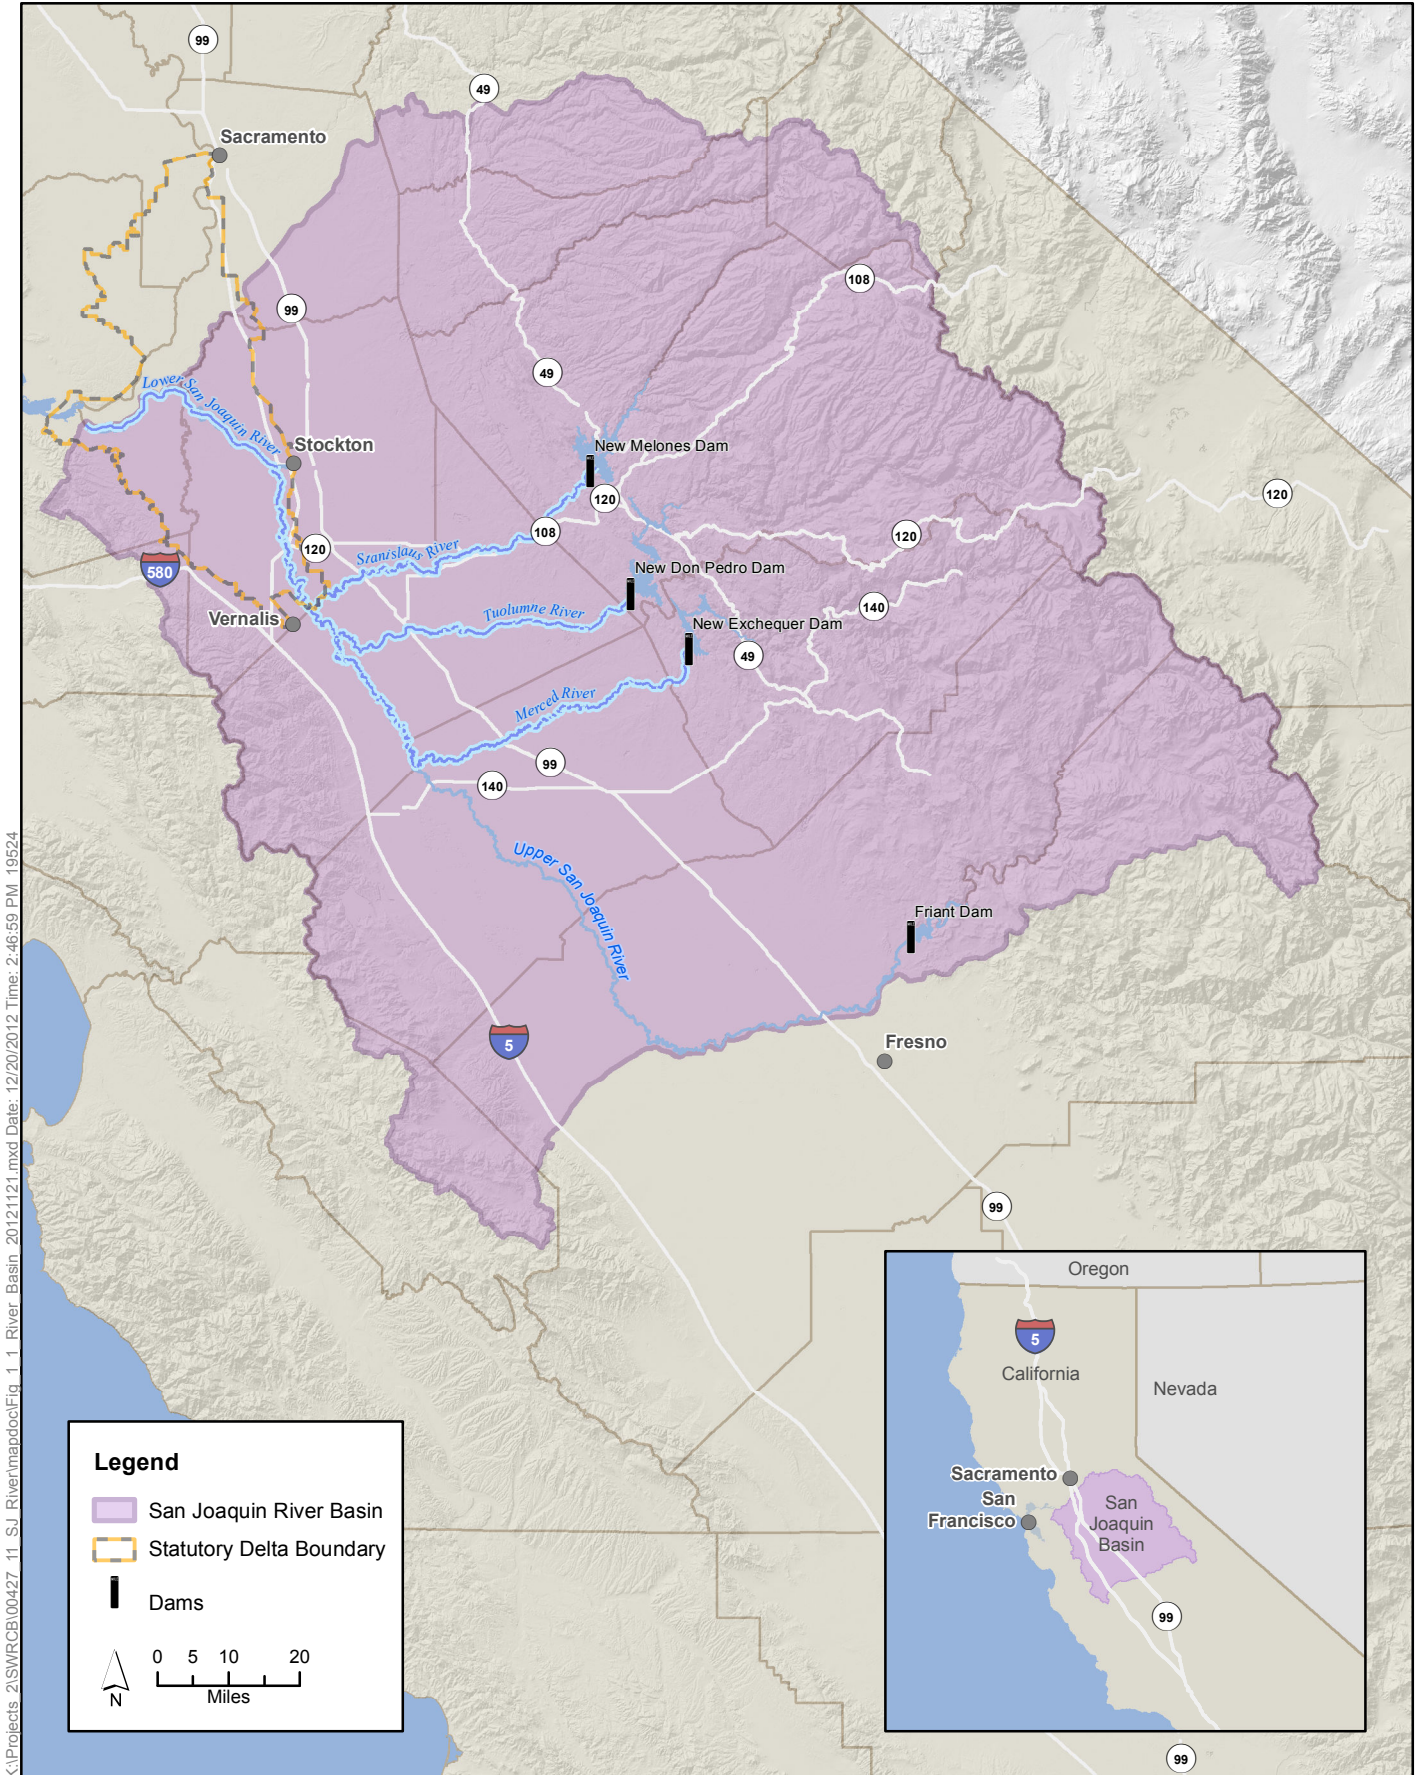 99
49
Sacramento
108
99
49
Lower San Joaquin River
Stockton
New Melones Dam
120
120
108
120
120
Stanislaus River
580
New Don Pedro Dam
Tuolumne River
140
Vernalis
New Exchequer Dam
49
Merced River
99
140
Upper San Joaquin River
Friant Dam
5
Fresno
99
Oregon
5
California
Nevada
Sacramento
San
Francisco
San
Joaquin
Basin
99
Legend
San Joaquin River Basin
Statutory Delta Boundary
Dams
0 5 10 20
Miles
N
99
K:\Projects_2\SWRCB\00427_11_SJ_River\mapdoc\Fig_1_1_River_Basin_20121121.mxd Date: 12/20/2012 Time: 2:46:59 PM 19524